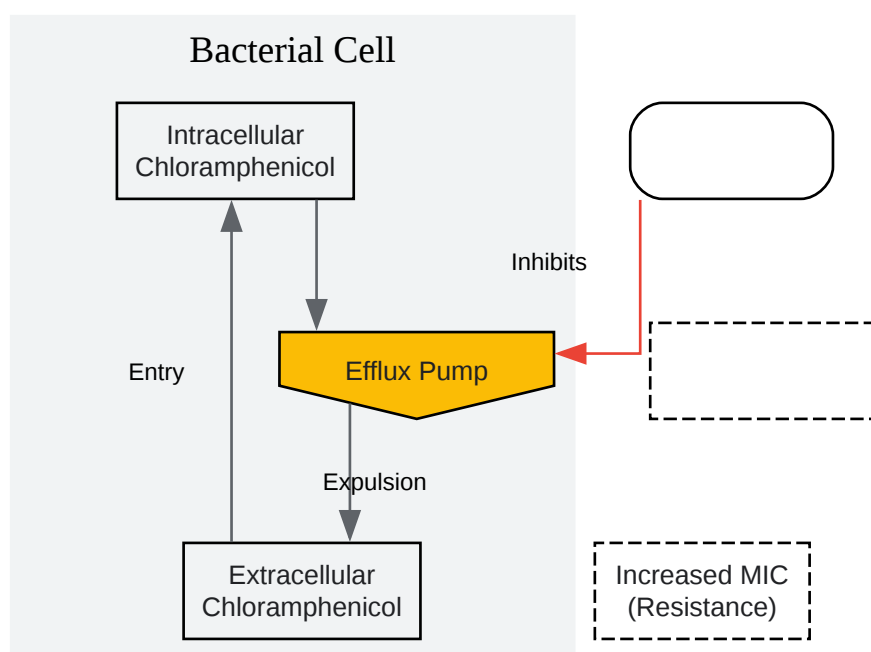 Bacterial Cell
Intracellular
Chloramphenicol
Inhibits
Efflux Pump
Entry
Expulsion
Extracellular
Chloramphenicol
Increased MIC
(Resistance)